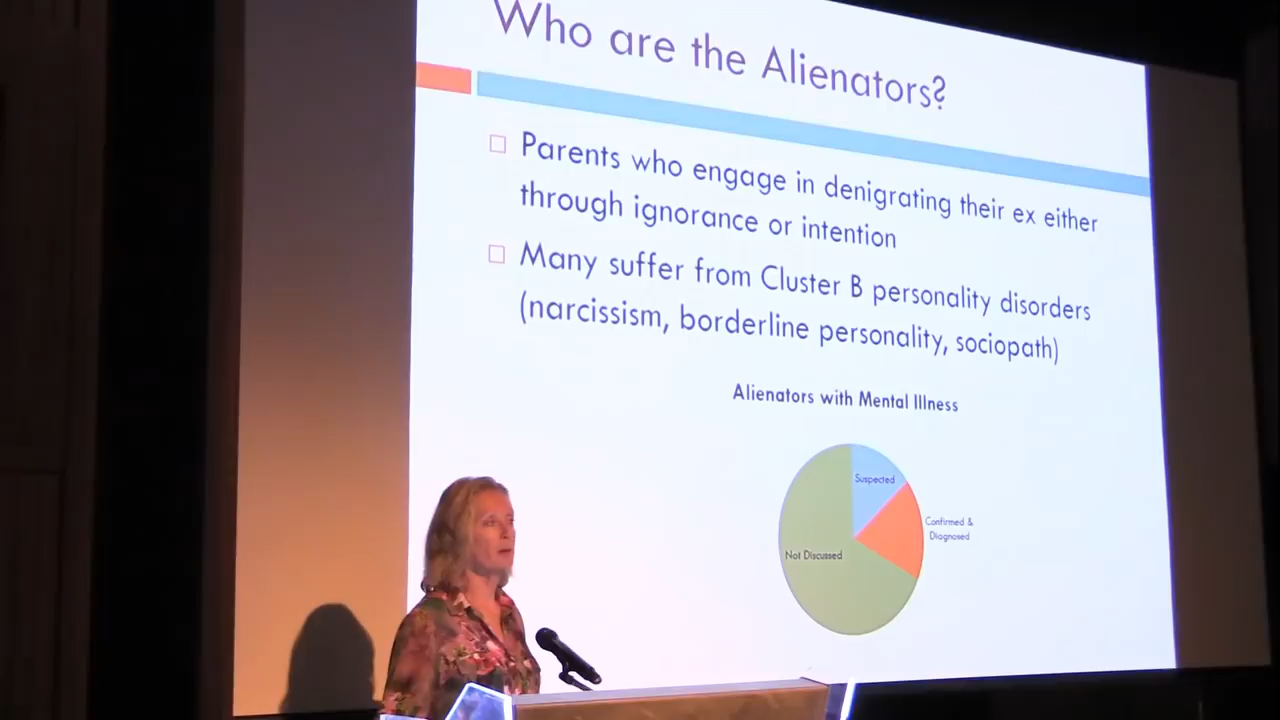 Who are the Alienators?
Parents who engage in denigrating their ex either
through ignorance or intention
Many suffer from Cluster B personality disorders
(narcissism, borderline personality, sociopath)
Alienators with Mental Illness
Suspected
Confirmed &
Diagnosed
Not Discussed